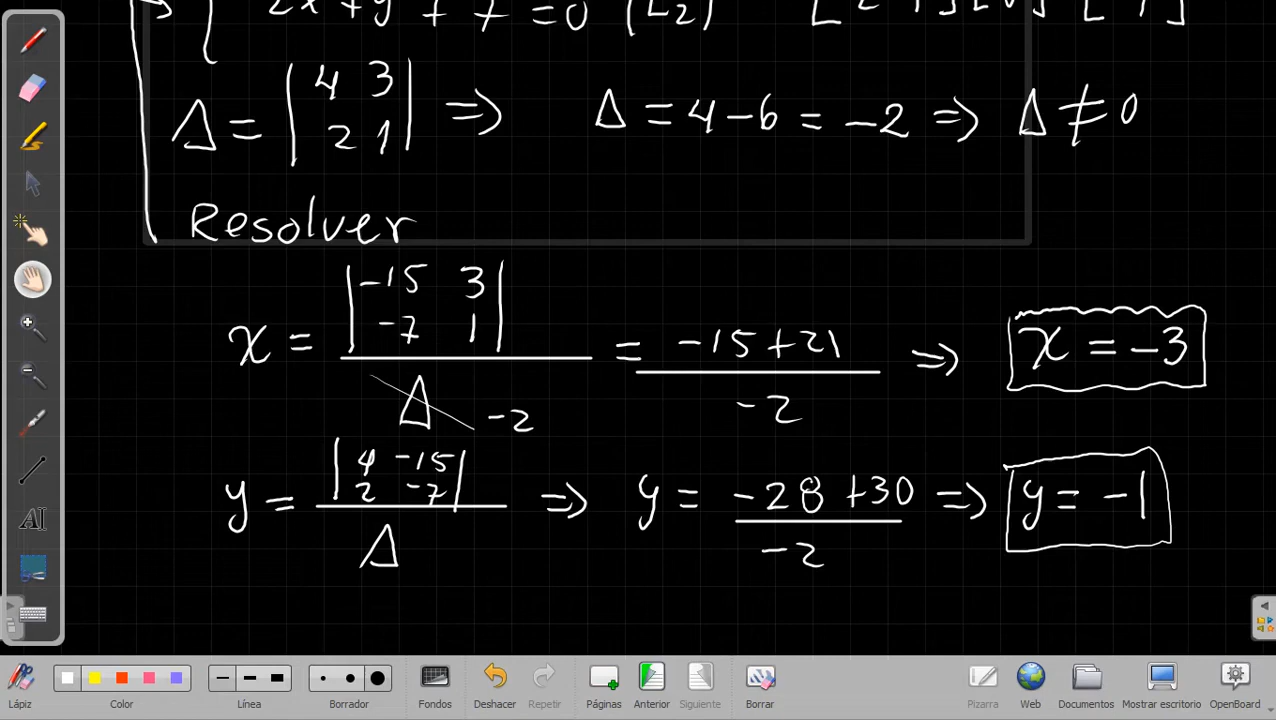 2x+y+7=0 (L2)
Δ = |4 3| => Δ = 4-6 = -2 => Δ ≠ 0
|2 1|
Resolver
|-15 3|
|-7 1|
x = ――― = -15+21 => x = -3
Δ -2 -2
|4 -15|
|2 -7|
y = ――― => y = -28+30 => y = -1
Δ -2
Lápiz Color Línea Borrador Fondos Deshacer Repetir Páginas Anterior Siguiente Borrar Pizarra Web Documentos Mostrar escritorio OpenBoard